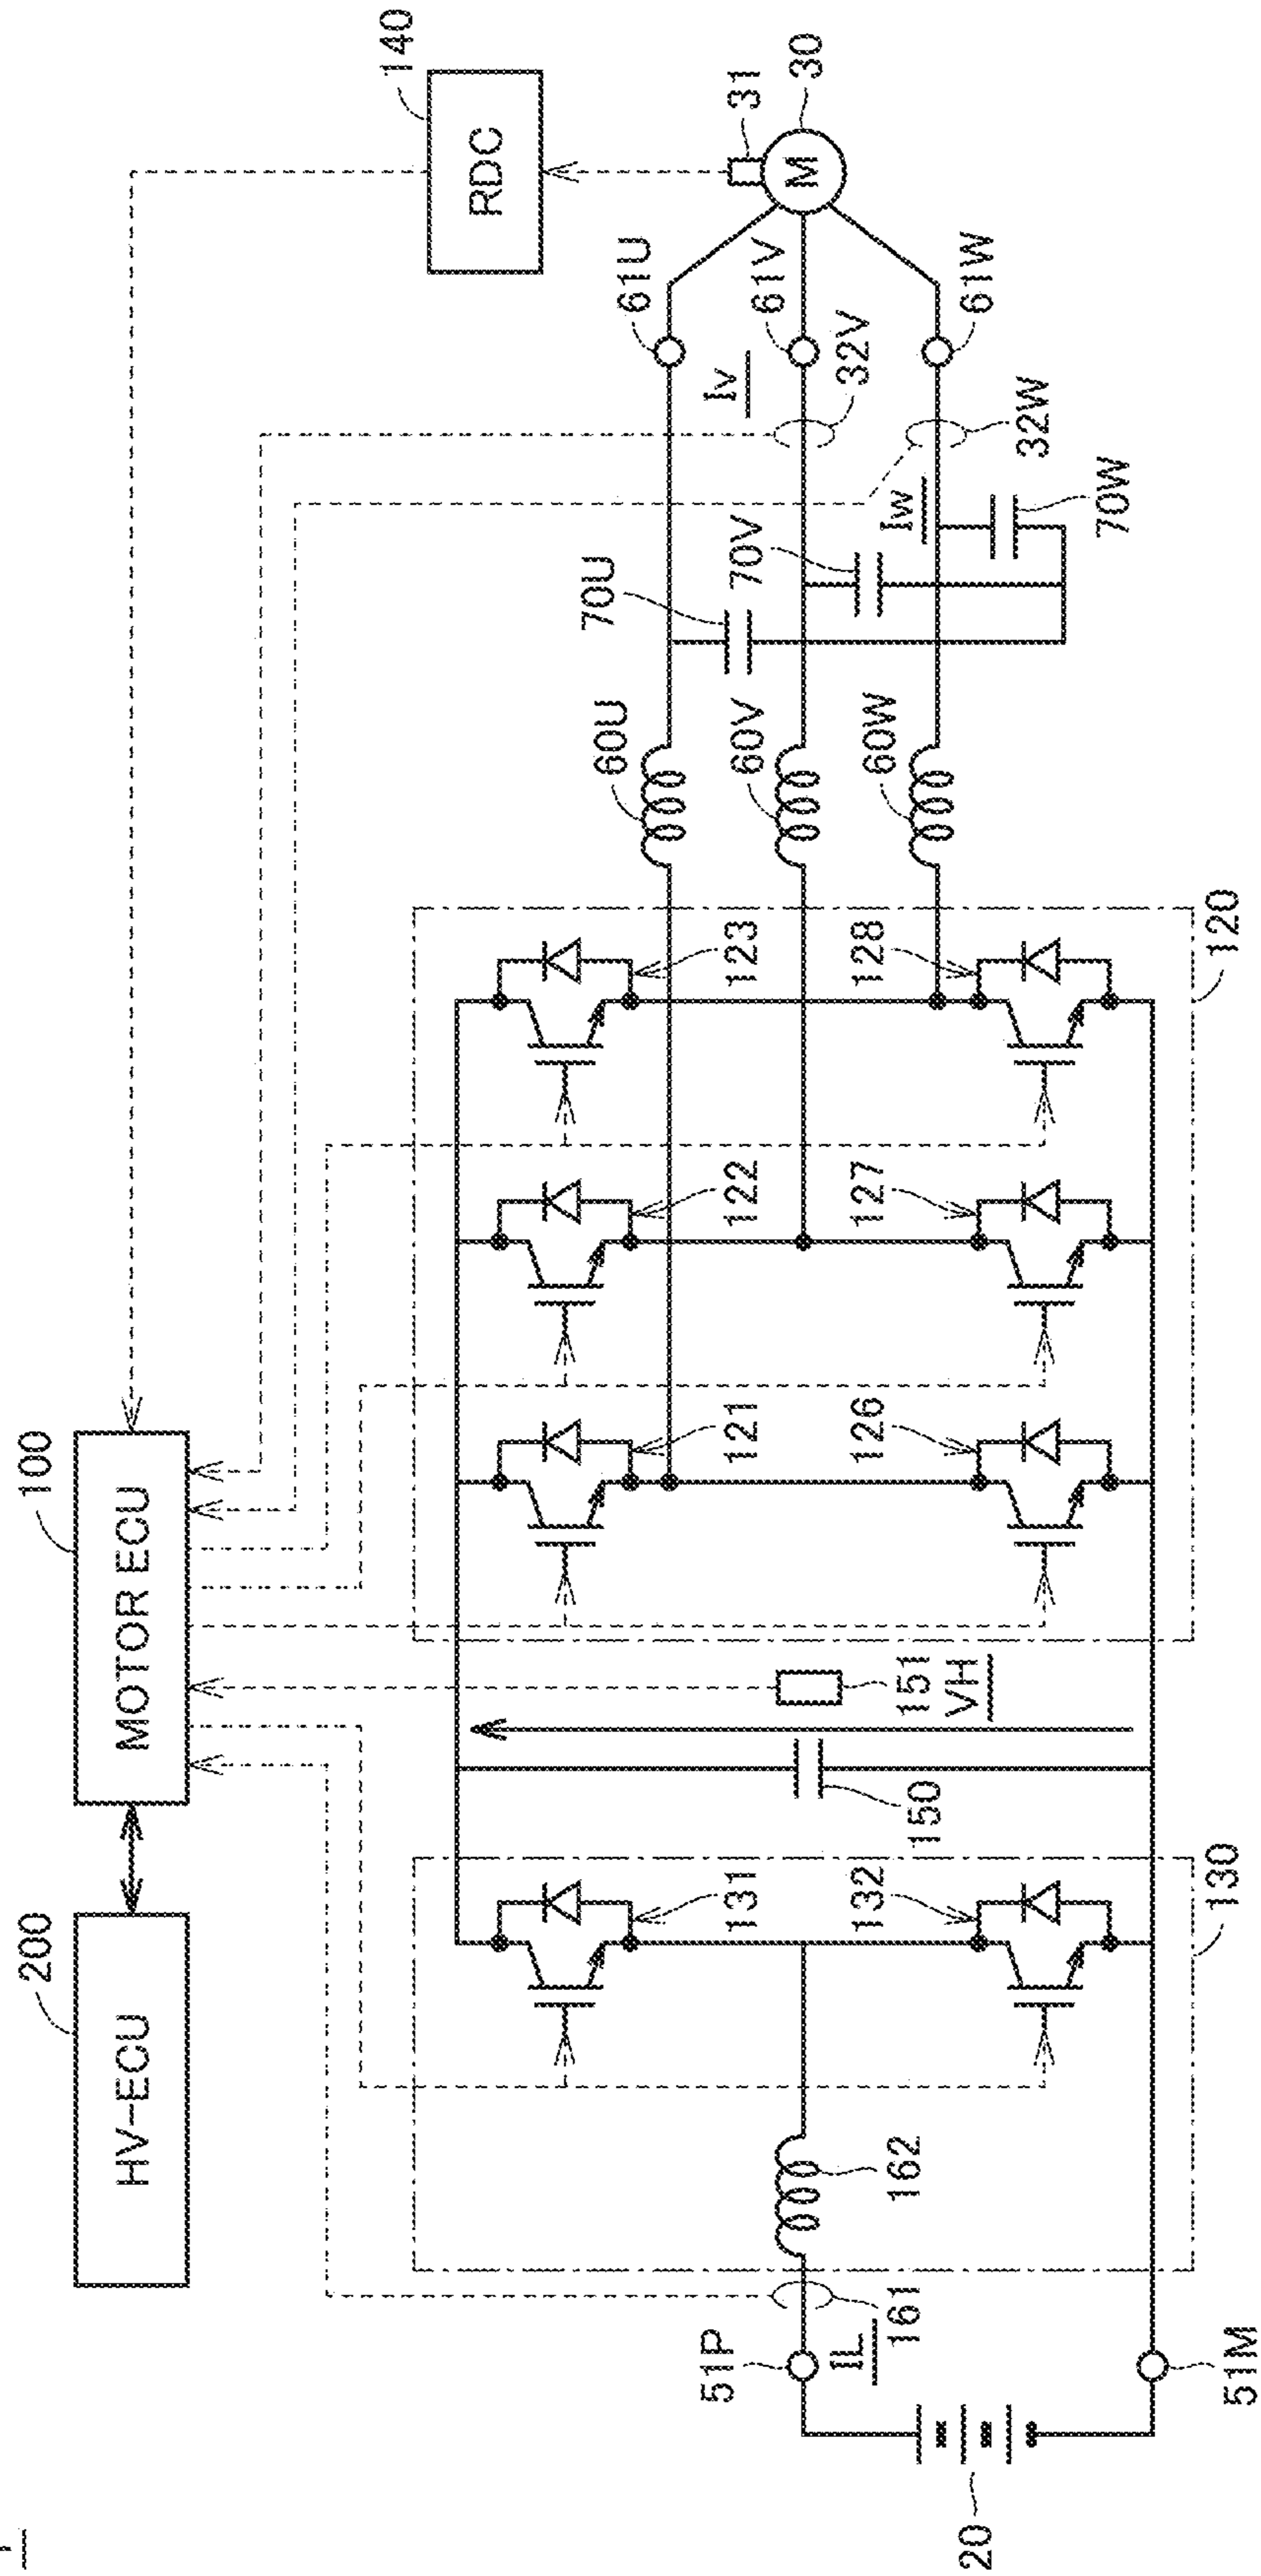 200
HV-ECU
100
MOTOR ECU
140
RDC
31
30
M
61U
61V
61W
Iv
32V
Iw
32W
70U
70V
70W
60U
60V
60W
123
128
122
127
121
126
120
151
VH
150
131
132
130
162
161
IL
51P
51M
20